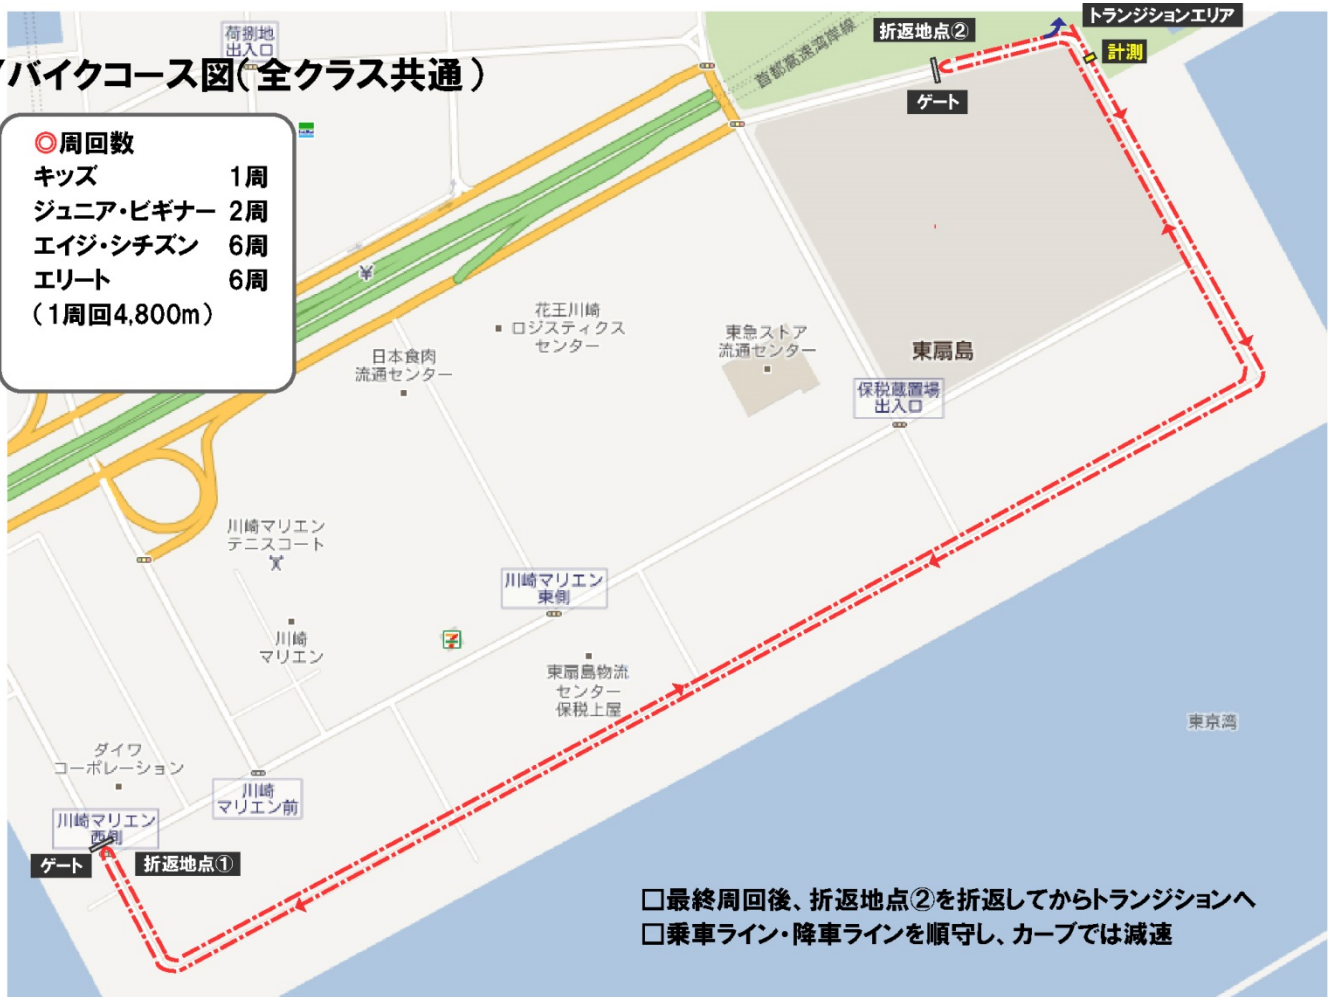 トランジションエリア
折返地点②
荷捌地
出入口
計測
バイクコース図(全クラス共通)
首都高速湾岸線
ゲート
◎周回数
キッズ 1周
ジュニア・ビギナー 2周
エイジ・シチズン 6周
エリート 6周
(1周回4,800m)
花王川崎
ロジスティクス
センター
東急ストア
流通センター
東扇島
日本食肉
流通センター
保税蔵置場
出入口
川崎マリエン
テニスコート
川崎マリエン
東側
川崎
マリエン
東扇島物流
センター
保税上屋
東京湾
ダイワ
コーポレーション
川崎
マリエン前
川崎マリエン
西側
ゲート
折返地点①
□最終周回後、折返地点②を折返してからトランジションへ
□乗車ライン・降車ラインを順守し、カーブでは減速